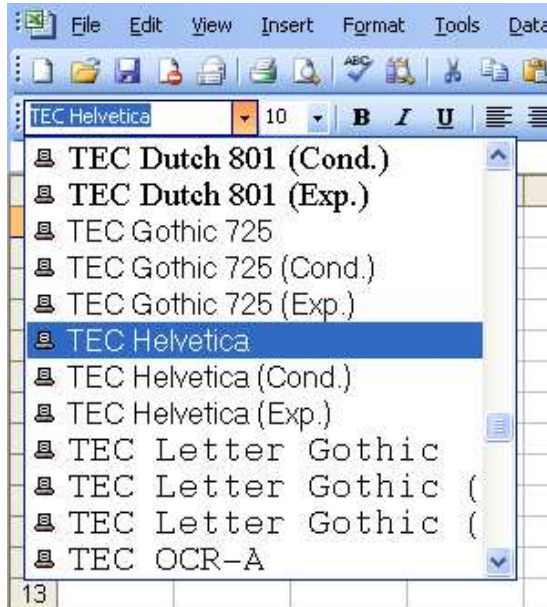 File Edit View Insert Format Tools Data
ABC
TEC Helvetica 10 B I U
TEC Dutch 801 (Cond.)
TEC Dutch 801 (Exp.)
TEC Gothic 725
TEC Gothic 725 (Cond.)
TEC Gothic 725 (Exp.)
TEC Helvetica
TEC Helvetica (Cond.)
TEC Helvetica (Exp.)
TEC Letter Gothic
TEC Letter Gothic (
TEC Letter Gothic (
TEC OCR-A
13